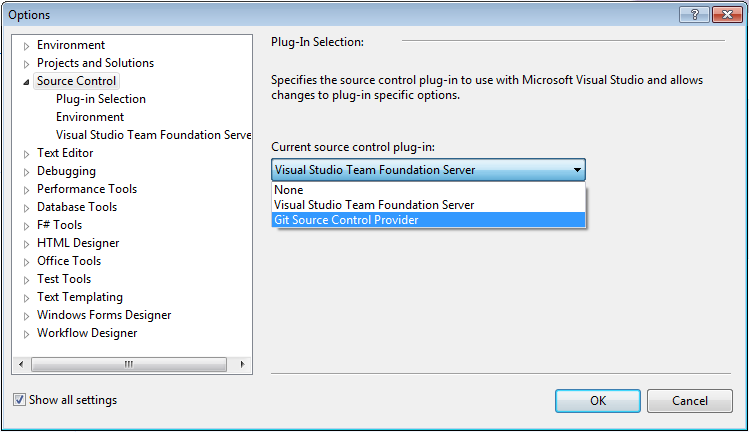 Options
Environment
Projects and Solutions
Source Control
Plug-in Selection
Environment
Visual Studio Team Foundation Serve
Text Editor
Debugging
Performance Tools
Database Tools
F# Tools
HTML Designer
Office Tools
Test Tools
Text Templating
Windows Forms Designer
Workflow Designer
Plug-In Selection:
Specifies the source control plug-in to use with Microsoft Visual Studio and allows
changes to plug-in specific options.
Current source control plug-in:
Visual Studio Team Foundation Server
None
Visual Studio Team Foundation Server
Git Source Control Provider
Show all settings
OK
Cancel